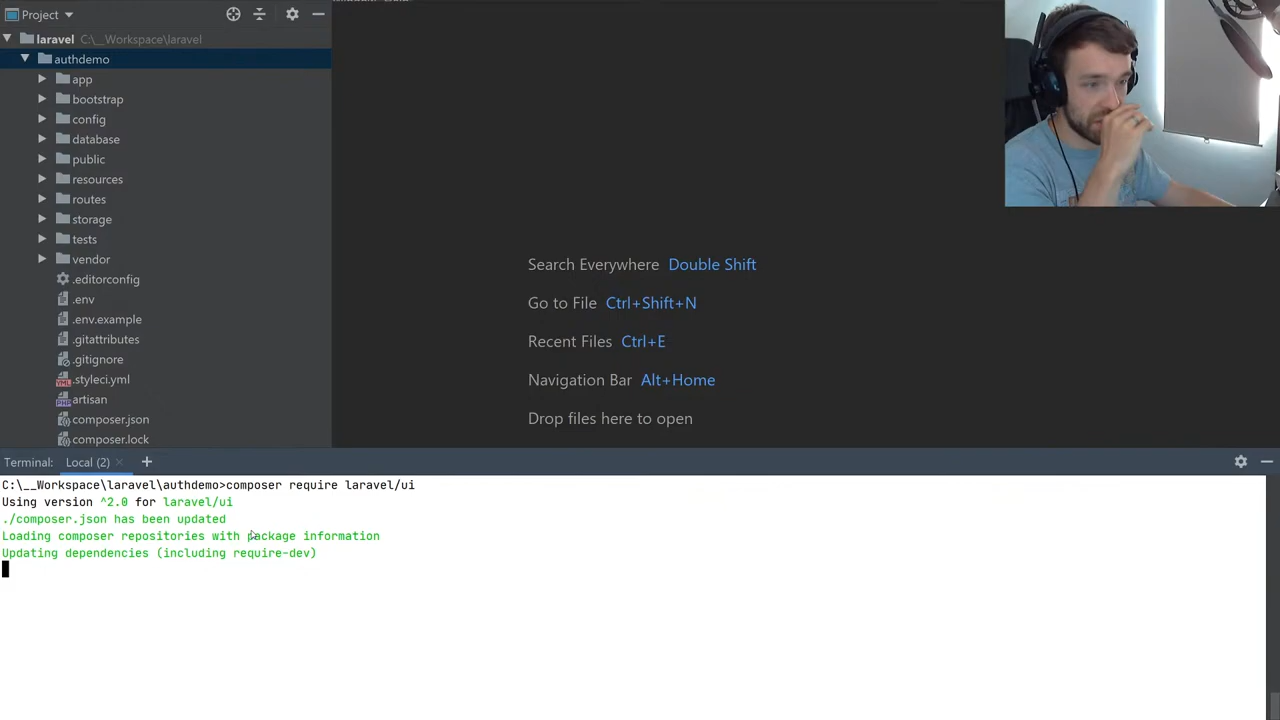 Project
laravel C:\__Workspace\laravel
authdemo
app
bootstrap
config
database
public
resources
routes
storage
tests
vendor
.editorconfig
.env
.env.example
.gitattributes
.gitignore
.styleci.yml
artisan
composer.json
composer.lock
Search Everywhere Double Shift
Go to File Ctrl+Shift+N
Recent Files Ctrl+E
Navigation Bar Alt+Home
Drop files here to open
Terminal: Local (2)
C:\__Workspace\laravel\authdemo>composer require laravel/ui
Using version ^2.0 for laravel/ui
./composer.json has been updated
Loading composer repositories with package information
Updating dependencies (including require-dev)